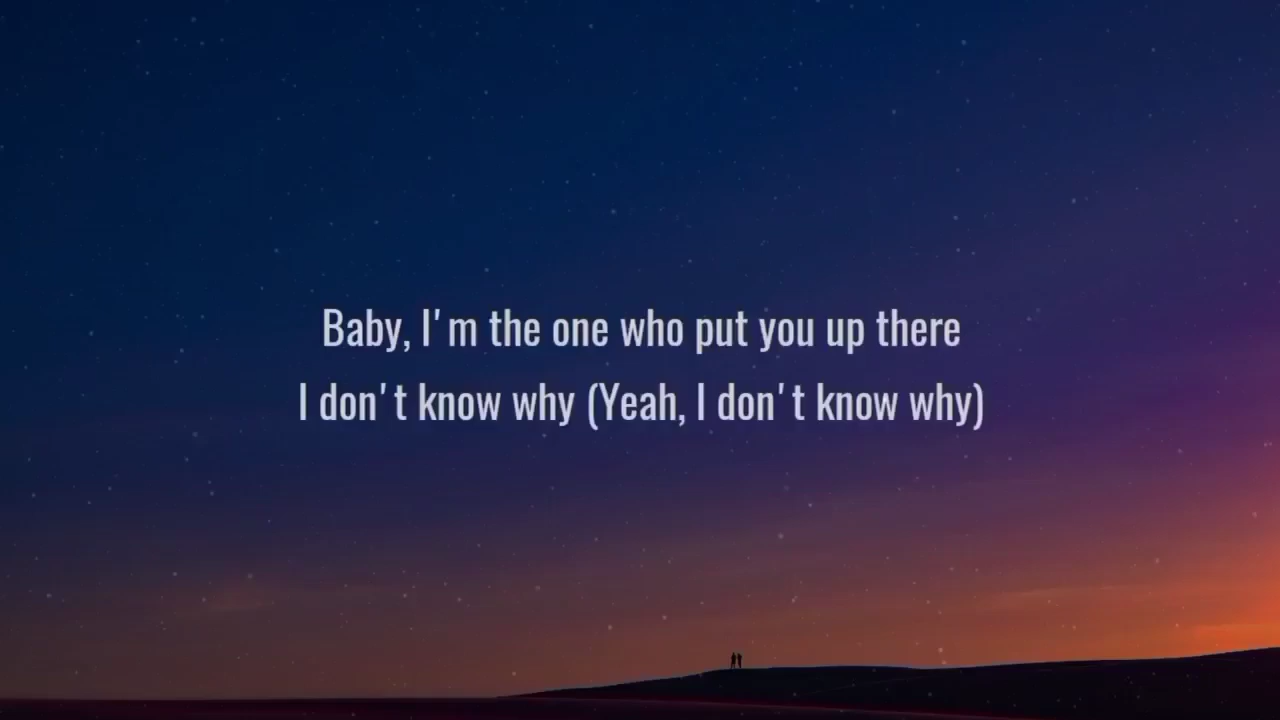 Baby, I'm the one who put you up there
I don't know why (Yeah, I don't know why)